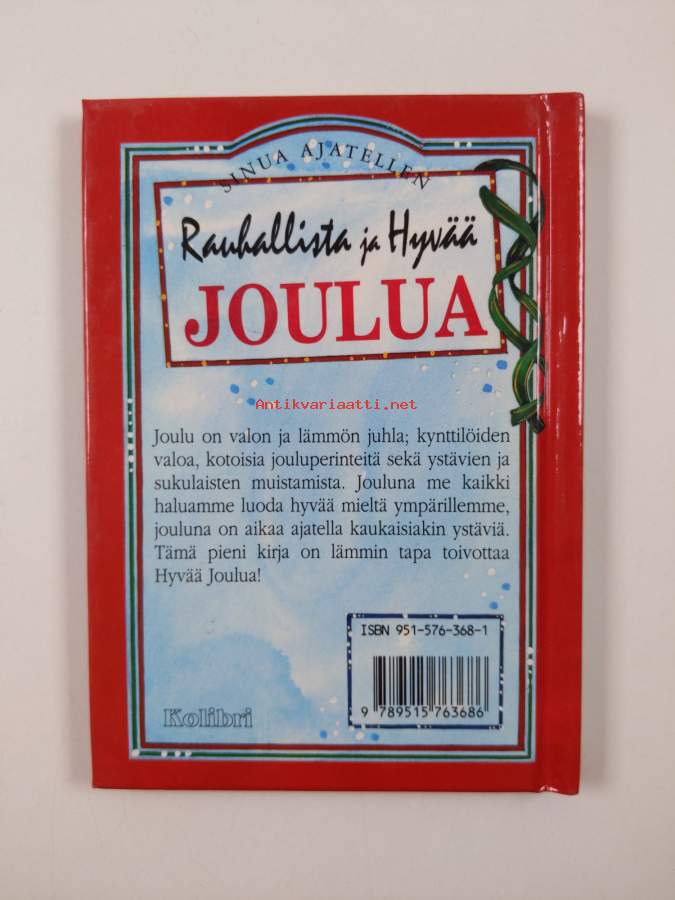 SINUA AJATELLEN
Rauhallista ja Hyvää
JOULUA
Antikvariaatti.net
Joulu on valon ja lämmön juhla; kynttilöiden
valoa, kotoisia jouluperinteitä sekä ystävien ja
sukulaisten muistamista. Jouluna me kaikki
haluamme luoda hyvää mieltä ympärillemme,
jouluna on aikaa ajatella kaukaisiakin ystäviä.
Tämä pieni kirja on lämmin tapa toivottaa
Hyvää Joulua!
ISBN 951-576-368-1
9 789515 763686
Kolibri